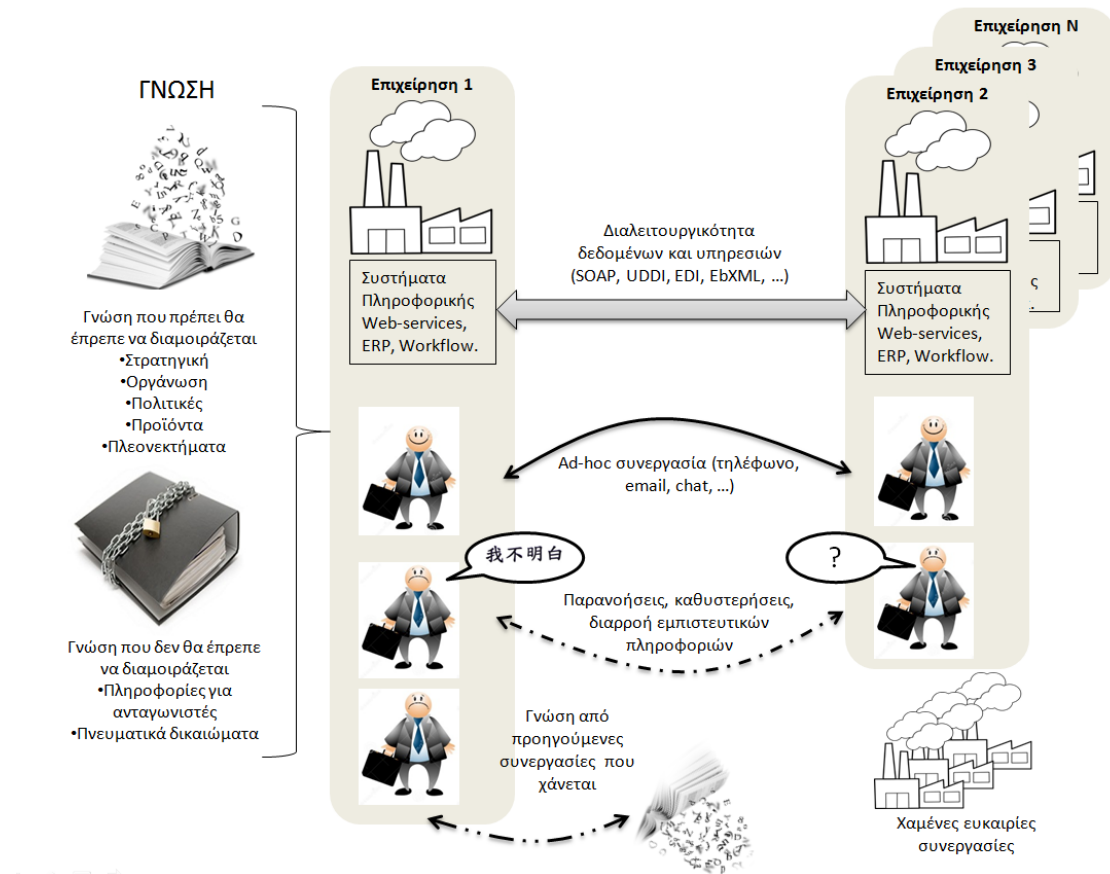 ΓΝΩΣΗ
Γνώση που πρέπει θα
έπρεπε να διαμοιράζεται
•Στρατηγική
•Οργάνωση
•Πολιτικές
•Προϊόντα
•Πλεονεκτήματα
Γνώση που δεν θα έπρεπε
να διαμοιράζεται
•Πληροφορίες για
ανταγωνιστές
•Πνευματικά δικαιώματα
Επιχείρηση 1
Συστήματα
Πληροφορικής
Web-services,
ERP, Workflow.
Διαλειτουργικότητα
δεδομένων και υπηρεσιών
(SOAP, UDDI, EDI, EbXML, ...)
Ad-hoc συνεργασία (τηλέφωνο,
email, chat, ...)
我不明白
?
Παρανοήσεις, καθυστερήσεις,
διαρροή εμπιστευτικών
πληροφοριών
Γνώση από
προηγούμενες
συνεργασίες που
χάνεται
Επιχείρηση N
Επιχείρηση 3
Επιχείρηση 2
Συστήματα
Πληροφορικής
Web-services,
ERP, Workflow.
Χαμένες ευκαιρίες
συνεργασίες